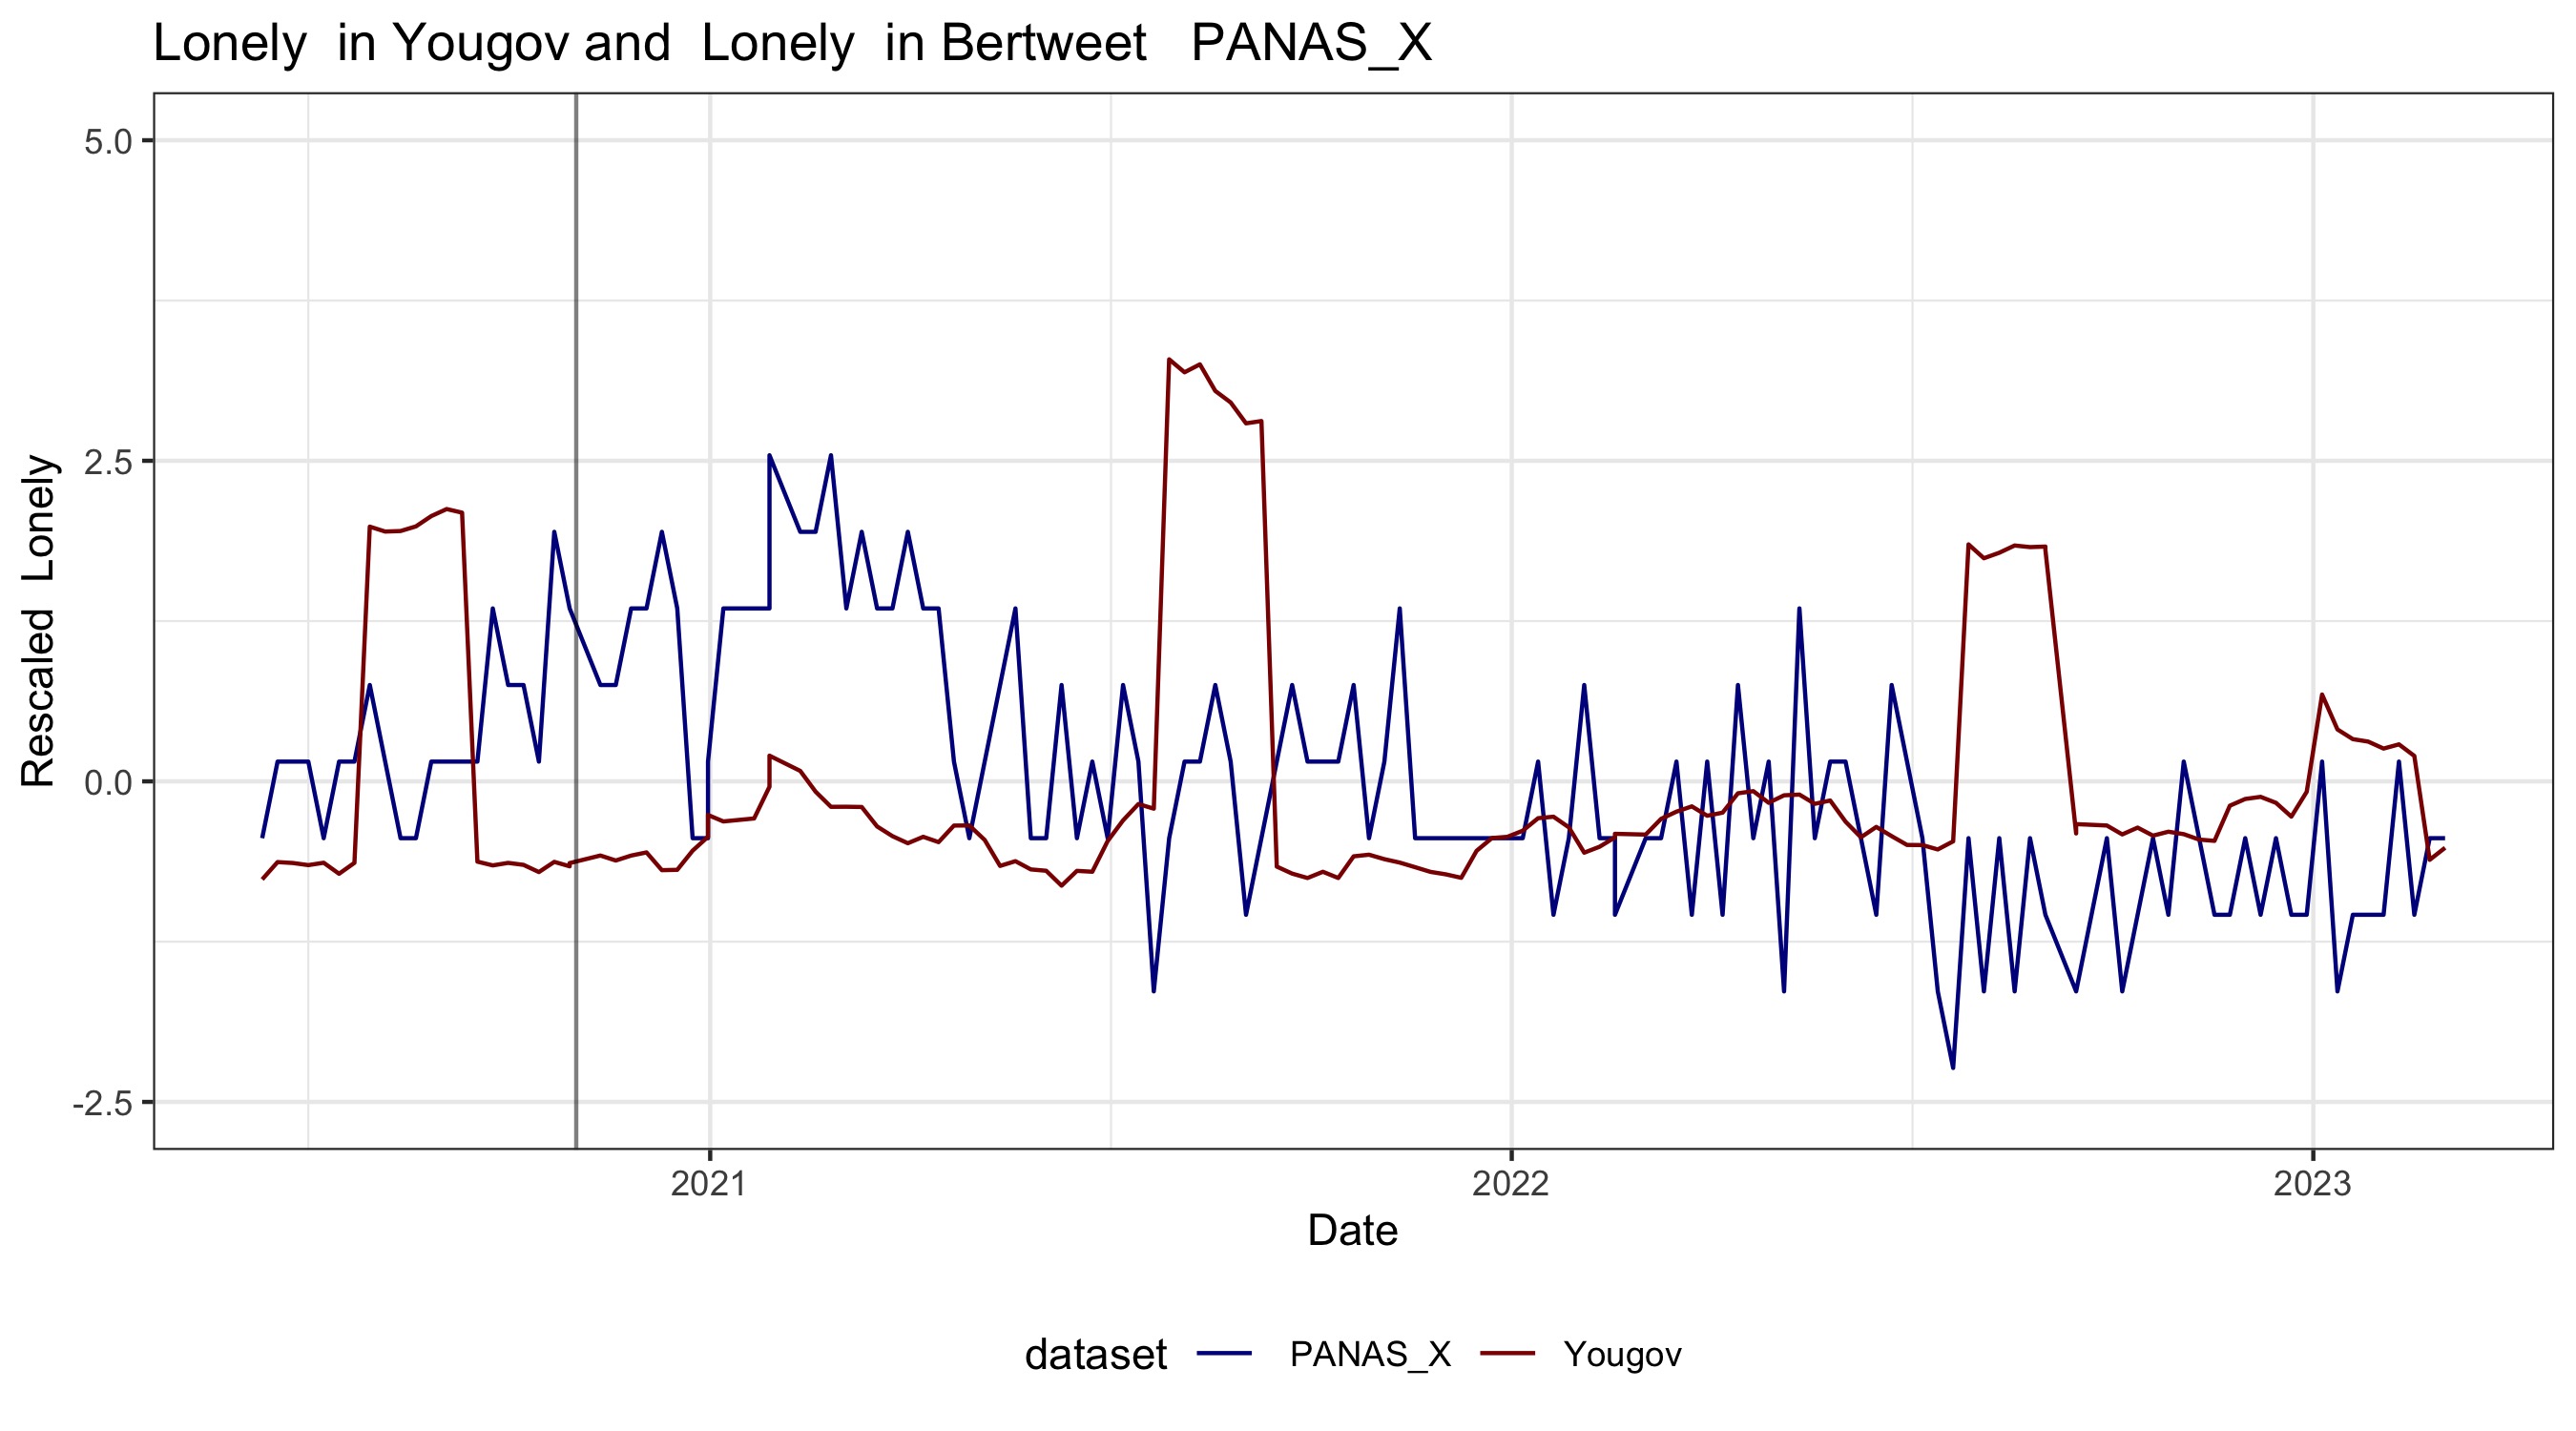 Lonely  in Yougov and  Lonely  in Bertweet   PANAS_X
5.0
2.5
0.0
-2.5
Rescaled  Lonely
2021 2022 2023
Date
dataset PANAS_X Yougov